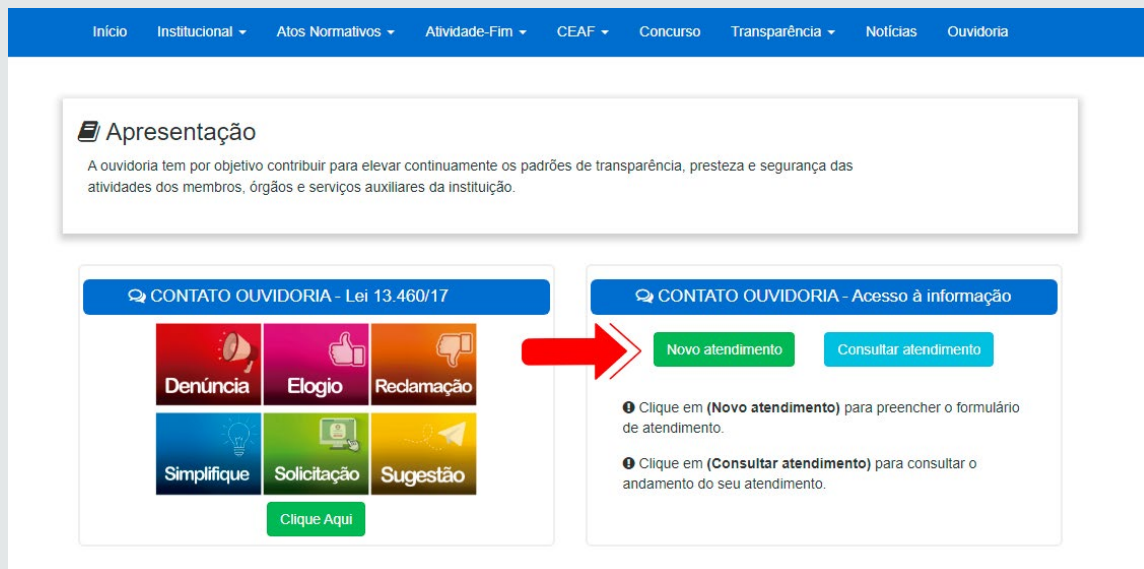 Início Institucional Atos Normativos Atividade-Fim CEAF Concurso Transparência Notícias Ouvidoria
Apresentação
A ouvidoria tem por objetivo contribuir para elevar continuamente os padrões de transparência, presteza e segurança das
atividades dos membros, órgãos e serviços auxiliares da instituição.
CONTATO OUVIDORIA - Lei 13.460/17
Denúncia Elogio Reclamação
Simplifique Solicitação Sugestão
Clique Aqui
CONTATO OUVIDORIA - Acesso à informação
Novo atendimento Consultar atendimento
Clique em (Novo atendimento) para preencher o formulário
de atendimento.
Clique em (Consultar atendimento) para consultar o
andamento do seu atendimento.